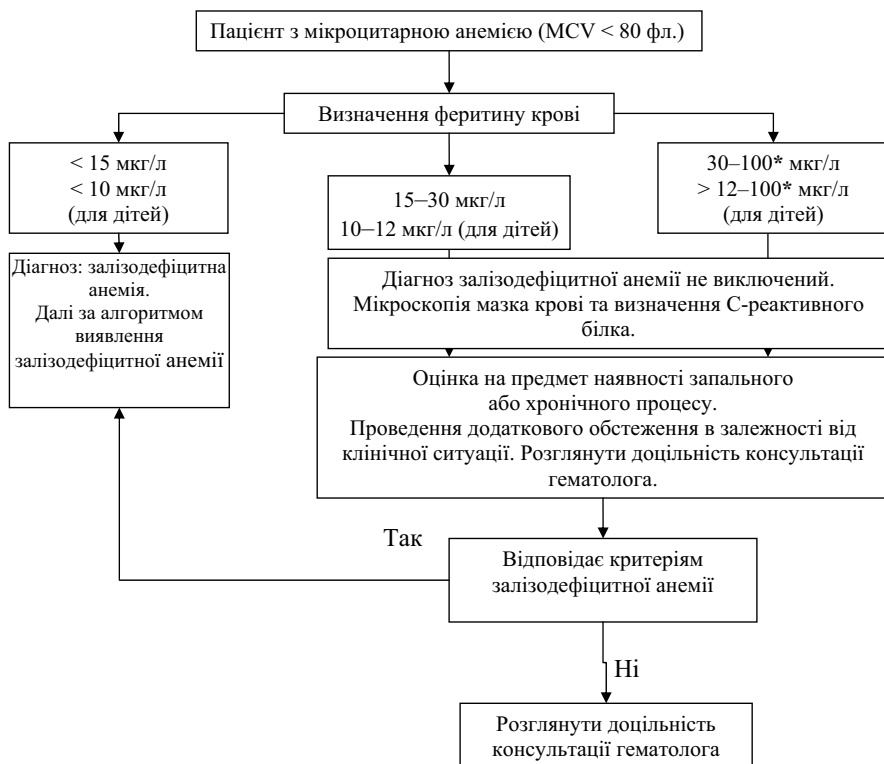 Пацієнт з мікроцитарною анемією (MCV < 80 фл.)
Визначення феритину крові
< 15 мкг/л
< 10 мкг/л
(для дітей)
15–30 мкг/л
10–12 мкг/л (для дітей)
30–100* мкг/л
> 12–100* мкг/л
(для дітей)
Діагноз: залізодефіцитна
анемія.
Далі за алгоритмом
виявлення
залізодефіцитної анемії
Діагноз залізодефіцитної анемії не виключений.
Мікроскопія мазка крові та визначення С-реактивного
білка.
Оцінка на предмет наявності запального
або хронічного процесу.
Проведення додаткового обстеження в залежності від
клінічної ситуації. Розглянути доцільність консультації
гематолога.
Так
Відповідає критеріям
залізодефіцитної анемії
Ні
Розглянути доцільність
консультації гематолога